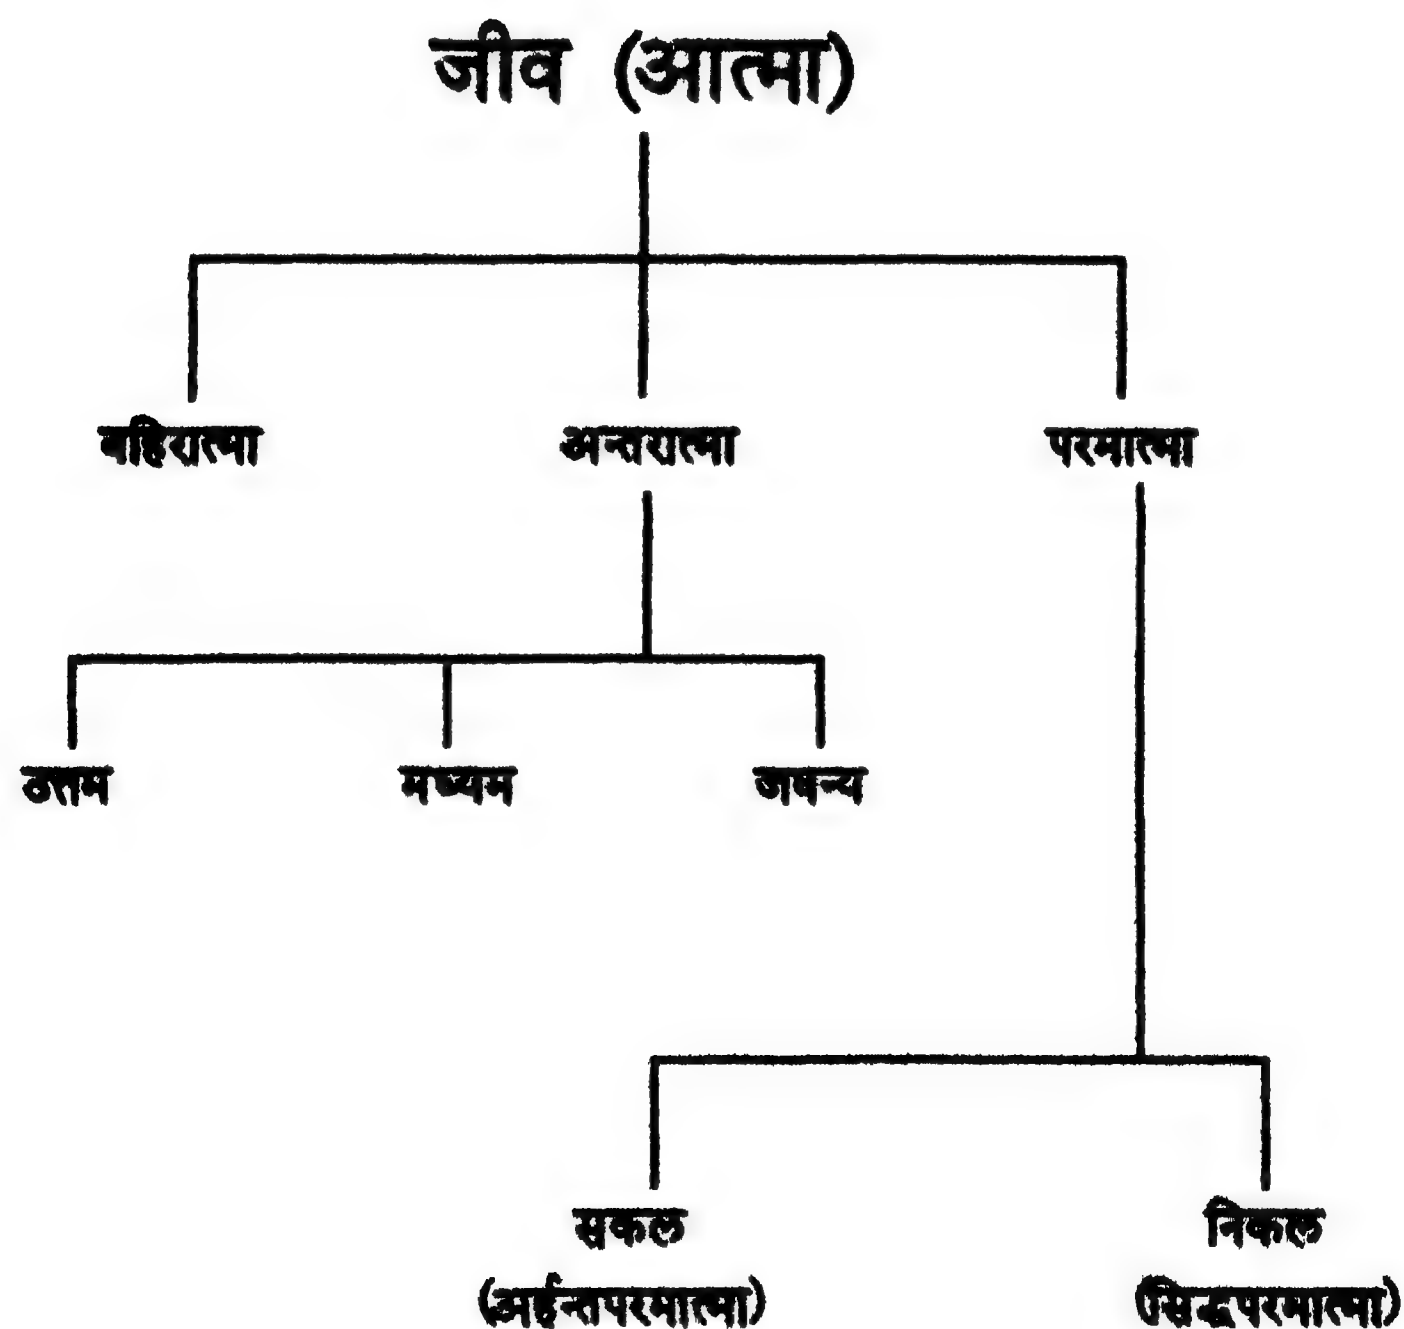 जीव (आत्मा)
बहिरात्मा अन्तरात्मा परमात्मा
उत्तम मध्यम जघन्य
सकल निकल
(अर्हन्तपरमात्मा) (सिद्धपरमात्मा)